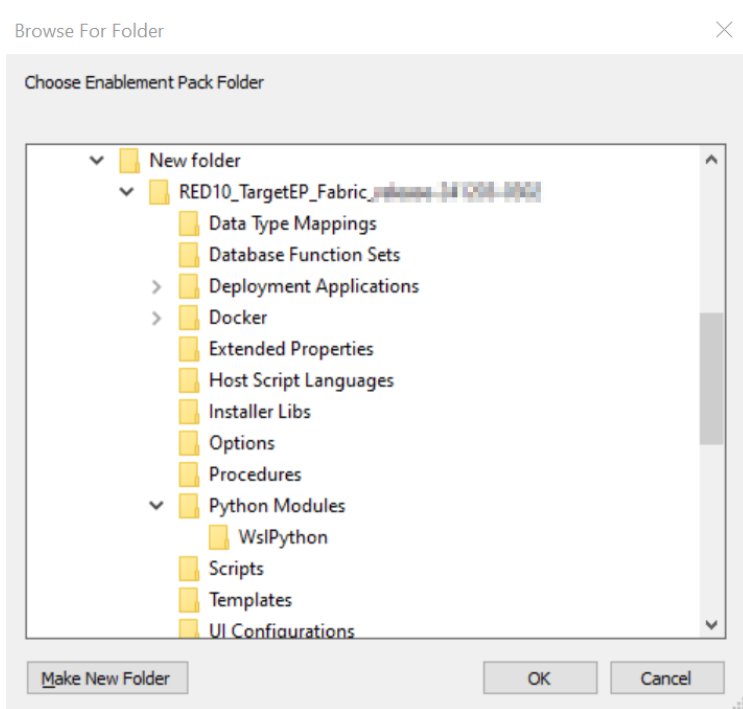 Browse For Folder
Choose Enablement Pack Folder
New folder
RED10_TargetEP_Fabric_
Data Type Mappings
Database Function Sets
Deployment Applications
Docker
Extended Properties
Host Script Languages
Installer Libs
Options
Procedures
Python Modules
WslPython
Scripts
Templates
UI Configurations
Make New Folder
OK
Cancel